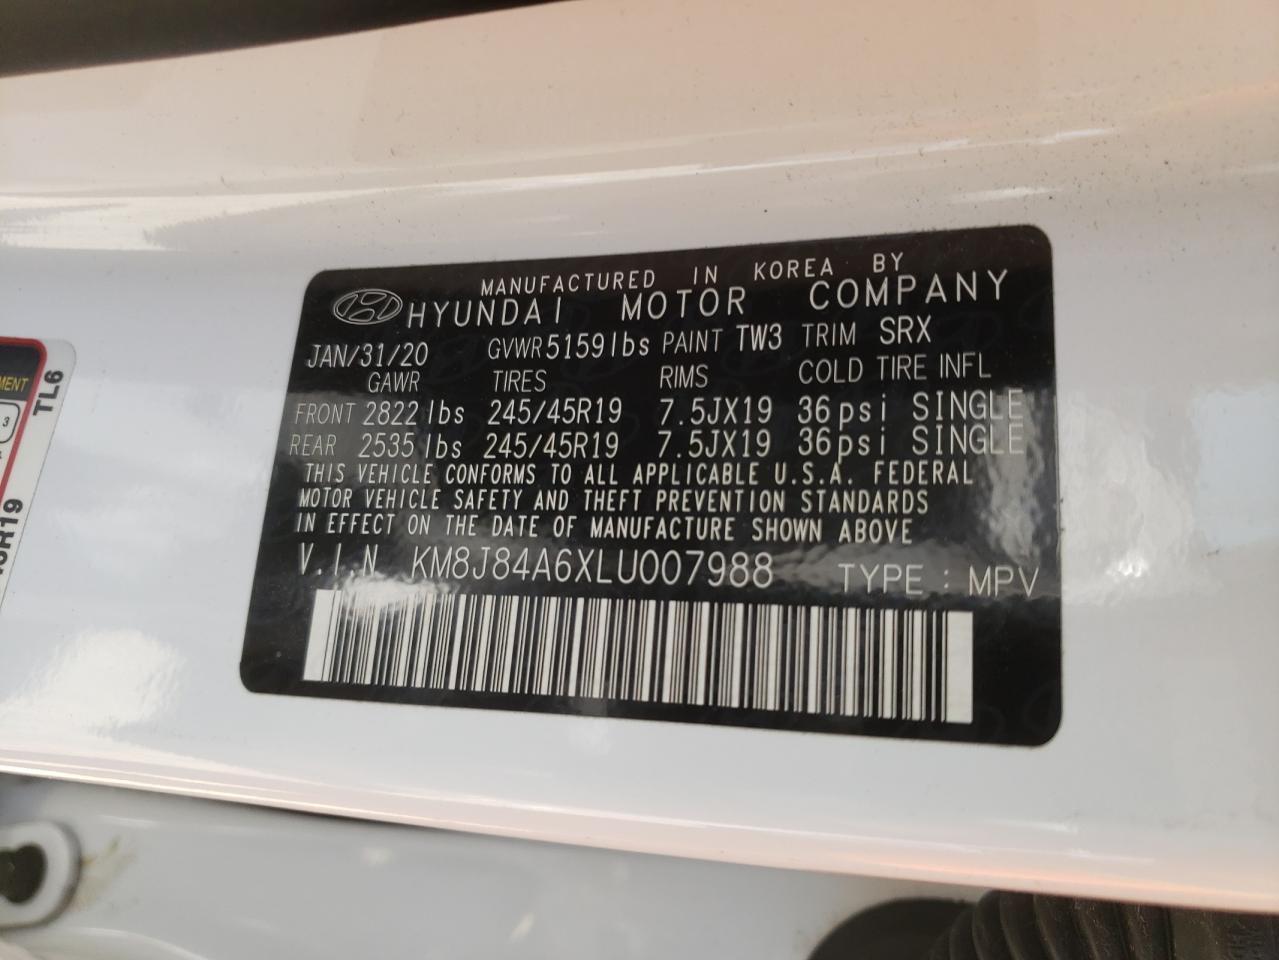 MANUFACTURED IN KOREA BY
HYUNDAI MOTOR COMPANY
JAN/31/20 GVWR 5159 lbs PAINT TW3 TRIM SRX
GAWR TIRES RIMS COLD TIRE INFL
FRONT 2822 lbs 245/45R19 7.5JX19 36psi SINGLE
REAR 2535 lbs 245/45R19 7.5JX19 36psi SINGLE
THIS VEHICLE CONFORMS TO ALL APPLICABLE U.S.A. FEDERAL
MOTOR VEHICLE SAFETY AND THEFT PREVENTION STANDARDS
IN EFFECT ON THE DATE OF MANUFACTURE SHOWN ABOVE
V.I.N KM8J84A6XLU007988 TYPE : MPV
TL6
3